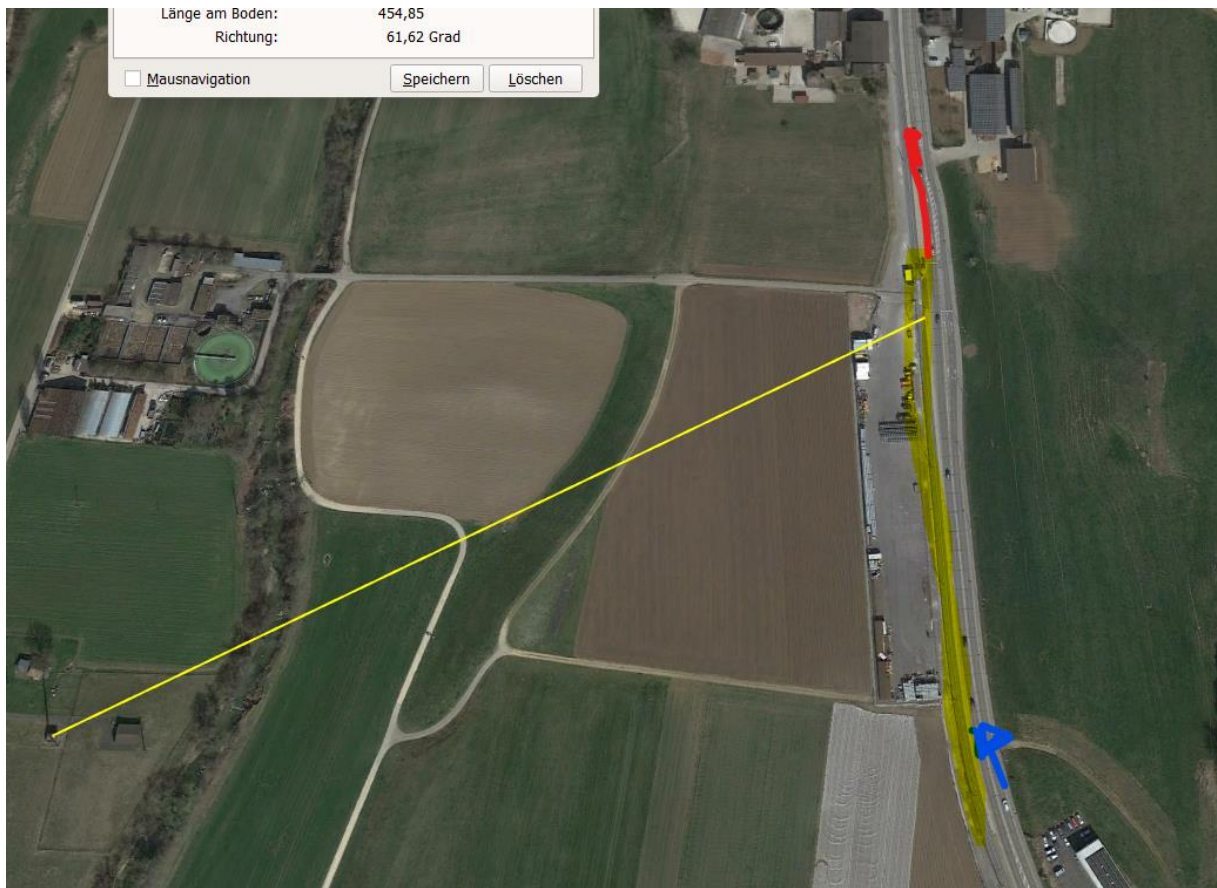 Länge am Boden: 454,85
Richtung: 61,62 Grad
Mausnavigation Speichern Löschen